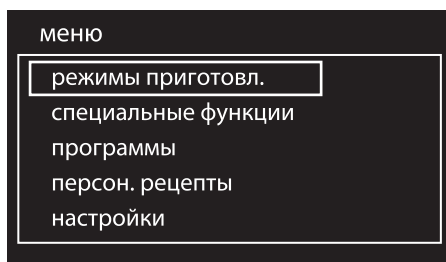 меню
режимы приготовл.
специальные функции
программы
персон. рецепты
настройки